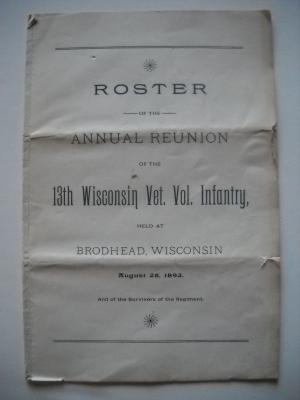 ROSTER
OF THE
ANNUAL REUNION
OF THE
13th Wisconsin Vet. Vol. Infantry,
HELD AT
BRODHEAD, WISCONSIN
August 28, 1893,
And of the Survivors of the Regiment.